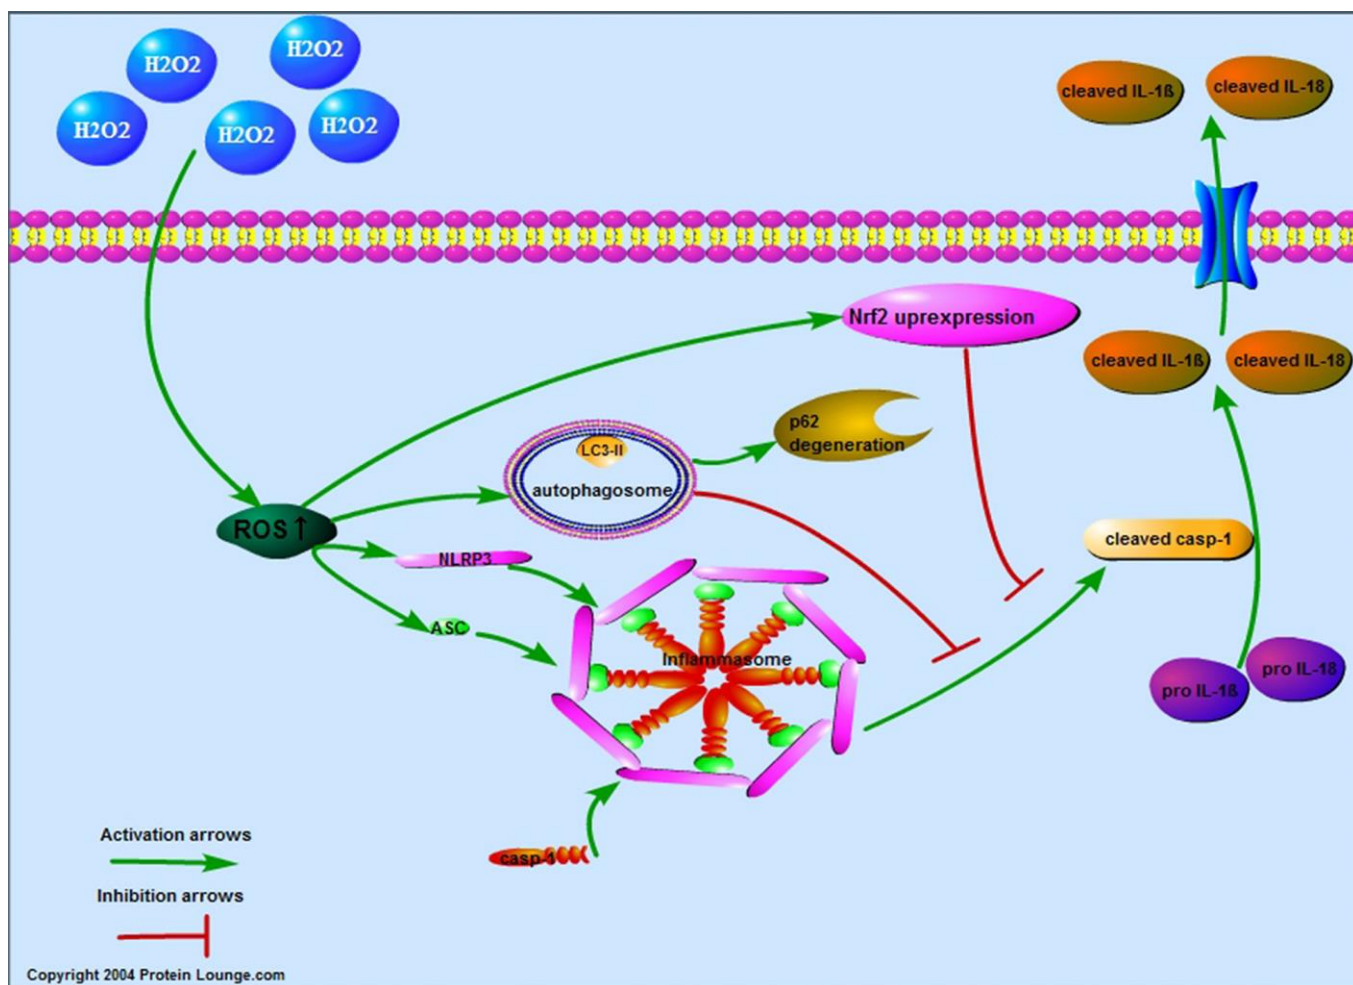 H2O2
H2O2
H2O2
H2O2
H2O2
cleaved IL-1ß
cleaved IL-18
Nrf2 uprexpression
cleaved IL-1ß
cleaved IL-18
p62
degeneration
LC3-II
autophagosome
ROS↑
NLRP3
ASC
cleaved casp-1
Inflammasome
pro IL-1ß
pro IL-18
casp-1
Activation arrows
Inhibition arrows
Copyright 2004 Protein Lounge.com